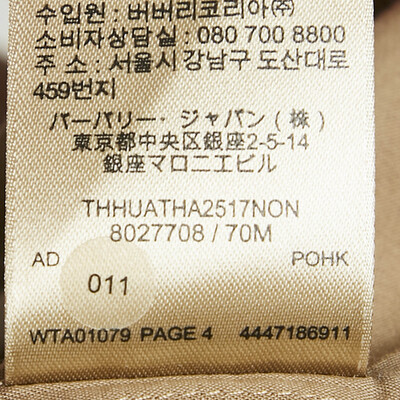 수입원 : 버버리코리아㈜
소비자상담실 : 080 700 8800
주 소 : 서울시 강남구 도산대로
459번지
バーバリー・ジャパン（株）
東京都中央区銀座2-5-14
銀座マロニエビル
THHUATHA2517NON
8027708 / 70M
AD POHK
011
WTA01079 PAGE 4 4447186911